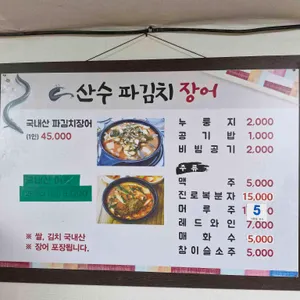 산수 파김치 장어
국내산 파김치장어
(1인) 45,000
※ 쌀, 김치 국내산
※ 장어 포장됩니다.
누룽지 2,000
공기밥 1,000
비빔공기 2,000
주류
맥주 5,000
진로복분자 15,000
머루주 5
레드와인 7,000
매화수 5,000
참이슬소주 5,000